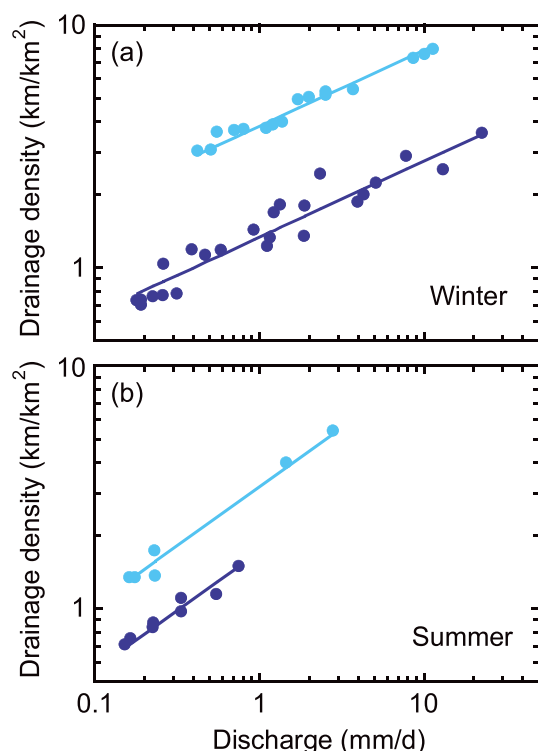 10
(a)
Drainage density (km/km²)
1
Winter
10
(b)
Drainage density (km/km²)
1
Summer
0.1 1 10
Discharge (mm/d)